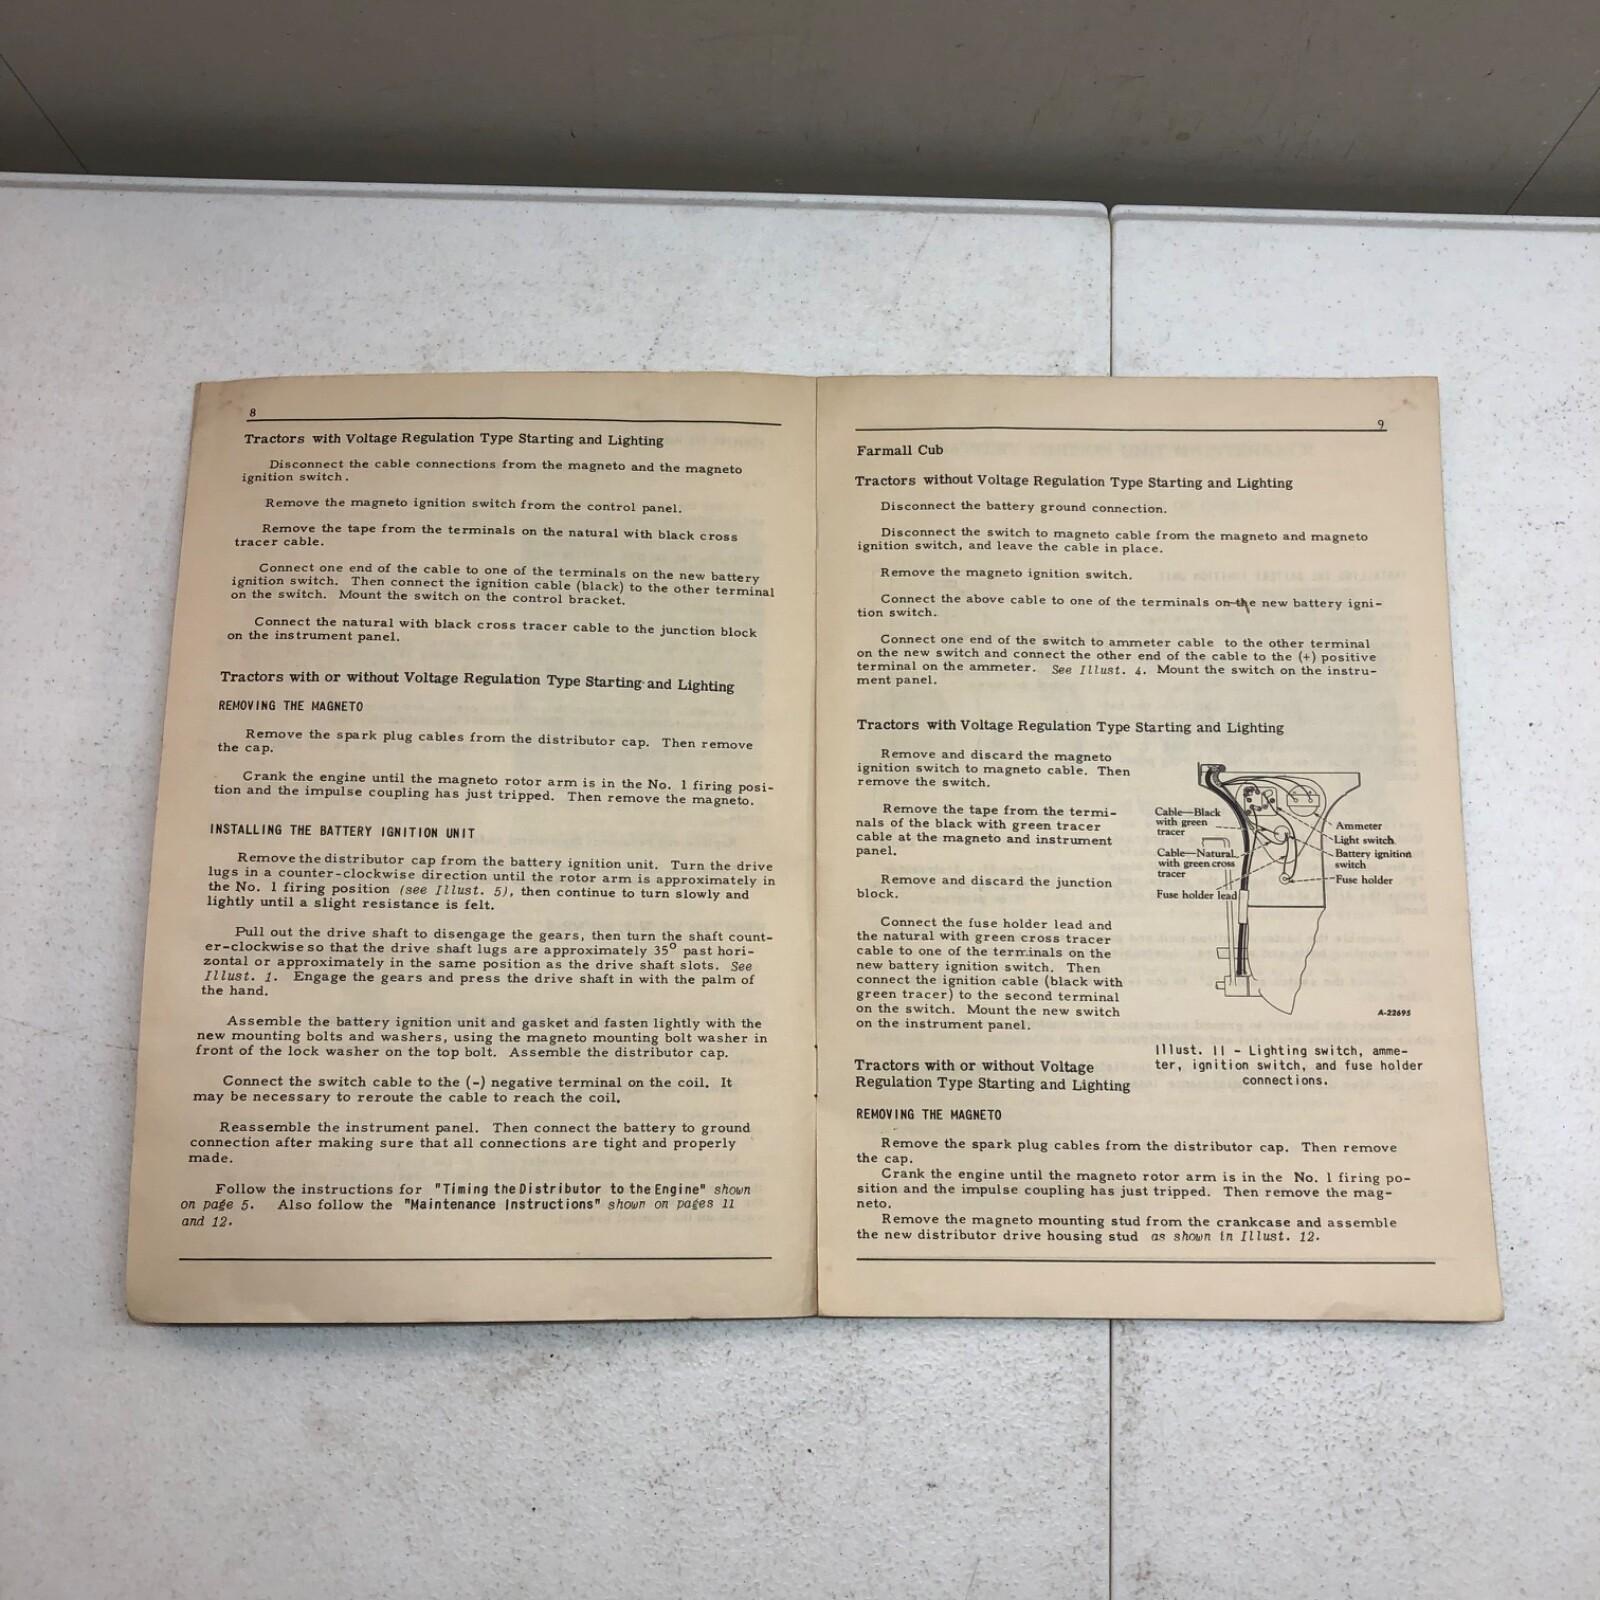 8
Tractors with Voltage Regulation Type Starting and Lighting
Disconnect the cable connections from the magneto and the magneto
ignition switch.
Remove the magneto ignition switch from the control panel.
Remove the tape from the terminals on the natural with black cross
tracer cable.
Connect one end of the cable to one of the terminals on the new battery
ignition switch. Then connect the ignition cable (black) to the other terminal
on the switch. Mount the switch on the control bracket.
Connect the natural with black cross tracer cable to the junction block
on the instrument panel.
Tractors with or without Voltage Regulation Type Starting and Lighting
REMOVING THE MAGNETO
Remove the spark plug cables from the distributor cap. Then remove
the cap.
Crank the engine until the magneto rotor arm is in the No. 1 firing posi-
tion and the impulse coupling has just tripped. Then remove the magneto.
INSTALLING THE BATTERY IGNITION UNIT
Remove the distributor cap from the battery ignition unit. Turn the drive
lugs in a counter-clockwise direction until the rotor arm is approximately in
the No. 1 firing position (see Illust. 5), then continue to turn slowly and
lightly until a slight resistance is felt.
Pull out the drive shaft to disengage the gears, then turn the shaft count-
er-clockwise so that the drive shaft lugs are approximately 35° past hori-
zontal or approximately in the same position as the drive shaft slots. See
Illust. 1. Engage the gears and press the drive shaft in with the palm of
the hand.
Assemble the battery ignition unit and gasket and fasten lightly with the
new mounting bolts and washers, using the magneto mounting bolt washer in
front of the lock washer on the top bolt. Assemble the distributor cap.
Connect the switch cable to the (-) negative terminal on the coil. It
may be necessary to reroute the cable to reach the coil.
Reassemble the instrument panel. Then connect the battery to ground
connection after making sure that all connections are tight and properly
made.
Follow the instructions for "Timing the Distributor to the Engine" shown
on page 5. Also follow the "Maintenance Instructions" shown on pages 11
and 12.
9
Farmall Cub
Tractors without Voltage Regulation Type Starting and Lighting
Disconnect the battery ground connection.
Disconnect the switch to magneto cable from the magneto and magneto
ignition switch, and leave the cable in place.
Remove the magneto ignition switch.
Connect the above cable to one of the terminals on the new battery igni-
tion switch.
Connect one end of the switch to ammeter cable to the other terminal
on the new switch and connect the other end of the cable to the (+) positive
terminal on the ammeter. See Illust. 4. Mount the switch on the instru-
ment panel.
Tractors with Voltage Regulation Type Starting and Lighting
Remove and discard the magneto
ignition switch to magneto cable. Then
remove the switch.
Remove the tape from the termi-
nals of the black with green tracer
cable at the magneto and instrument
panel.
Remove and discard the junction
block.
Connect the fuse holder lead and
the natural with green cross tracer
cable to one of the terminals on the
new battery ignition switch. Then
connect the ignition cable (black with
green tracer) to the second terminal
on the switch. Mount the new switch
on the instrument panel.
Cable—Black
with green
tracer
Cable—Natural
with green cross
tracer
Fuse holder lead
Ammeter
Light switch
Battery ignition
switch
Fuse holder
A-22695
Illust. 11 - Lighting switch, amme-
ter, ignition switch, and fuse holder
connections.
Tractors with or without Voltage
Regulation Type Starting and Lighting
REMOVING THE MAGNETO
Remove the spark plug cables from the distributor cap. Then remove
the cap.
Crank the engine until the magneto rotor arm is in the No. 1 firing po-
sition and the impulse coupling has just tripped. Then remove the mag-
neto.
Remove the magneto mounting stud from the crankcase and assemble
the new distributor drive housing stud as shown in Illust. 12.